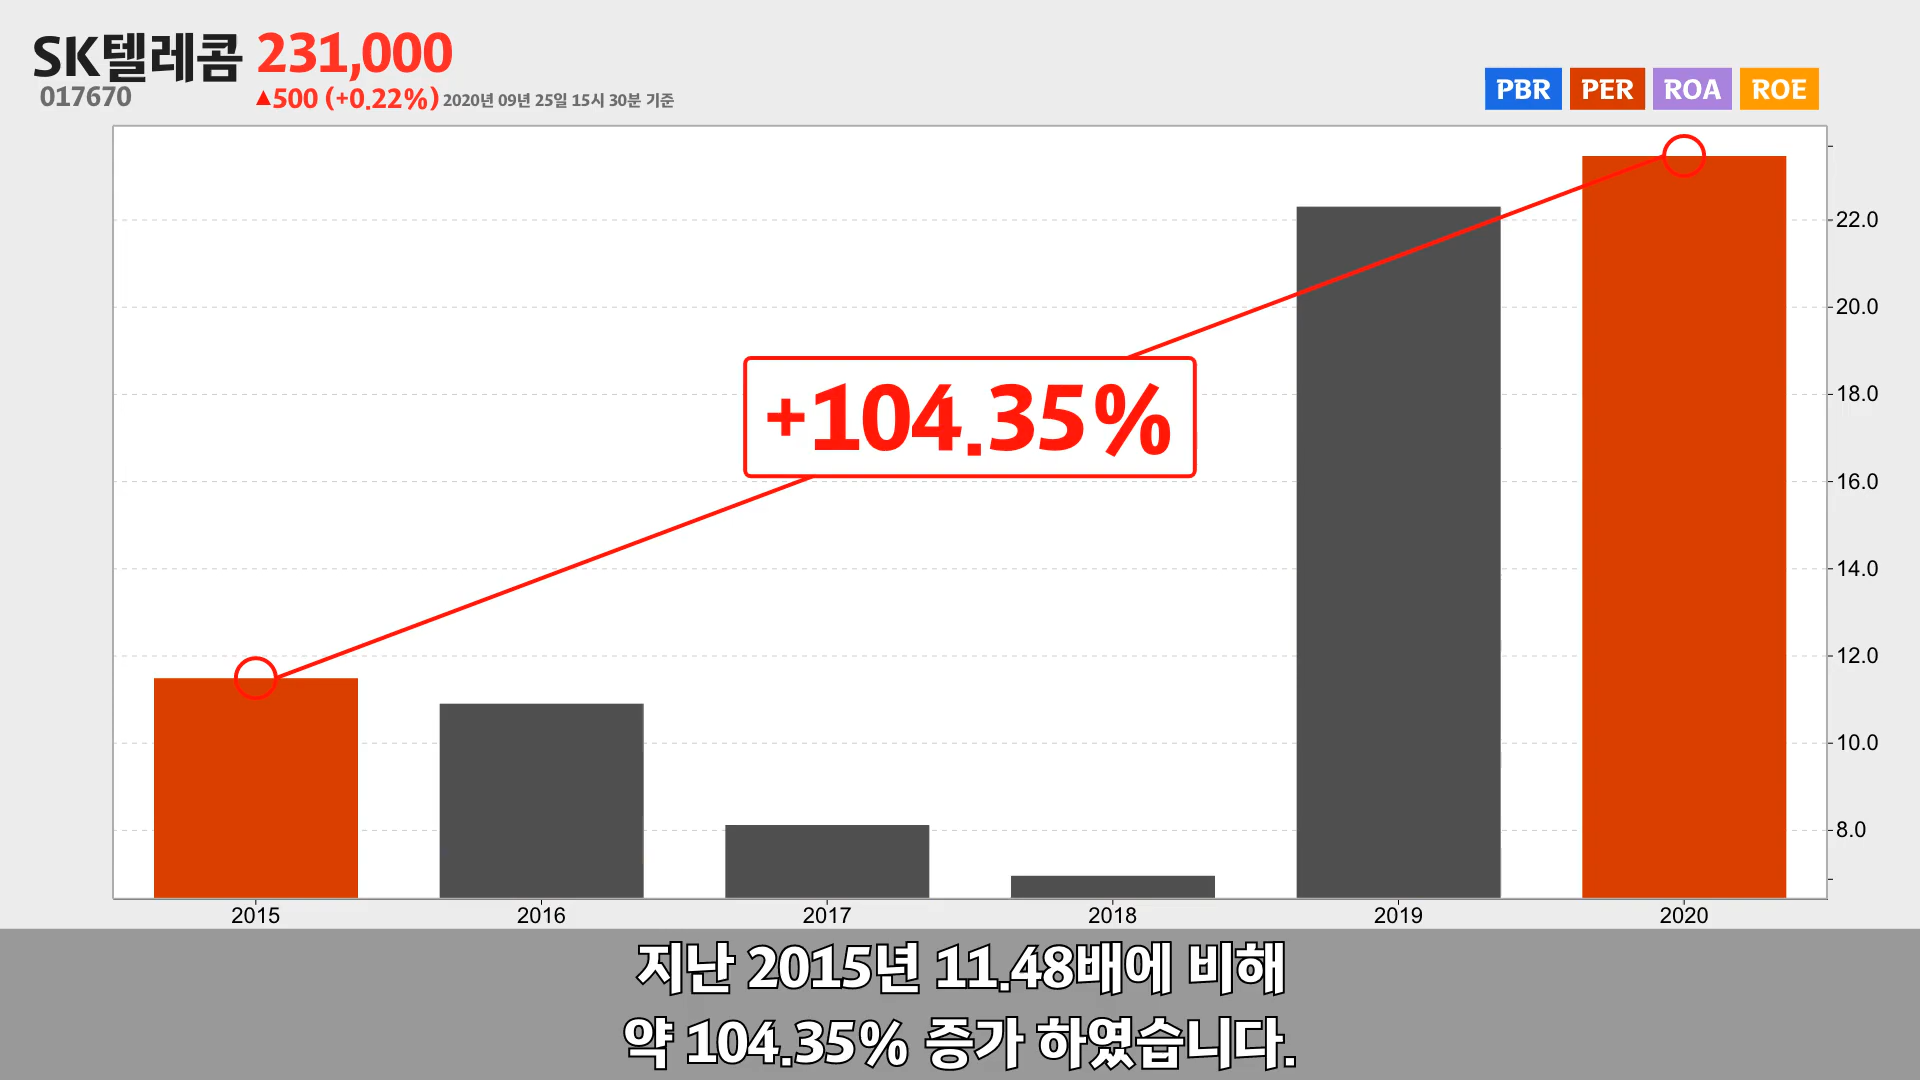 SK텔레콤 231,000
017670 ▲500 (+0.22%) 2020년 09년 25일 15시 30분 기준
PBR PER ROA ROE
22.0
20.0
+104.35%
18.0
16.0
14.0
12.0
10.0
8.0
2015 2016 2017 2018 2019 2020
지난 2015년 11.48배에 비해
약 104.35% 증가 하였습니다.